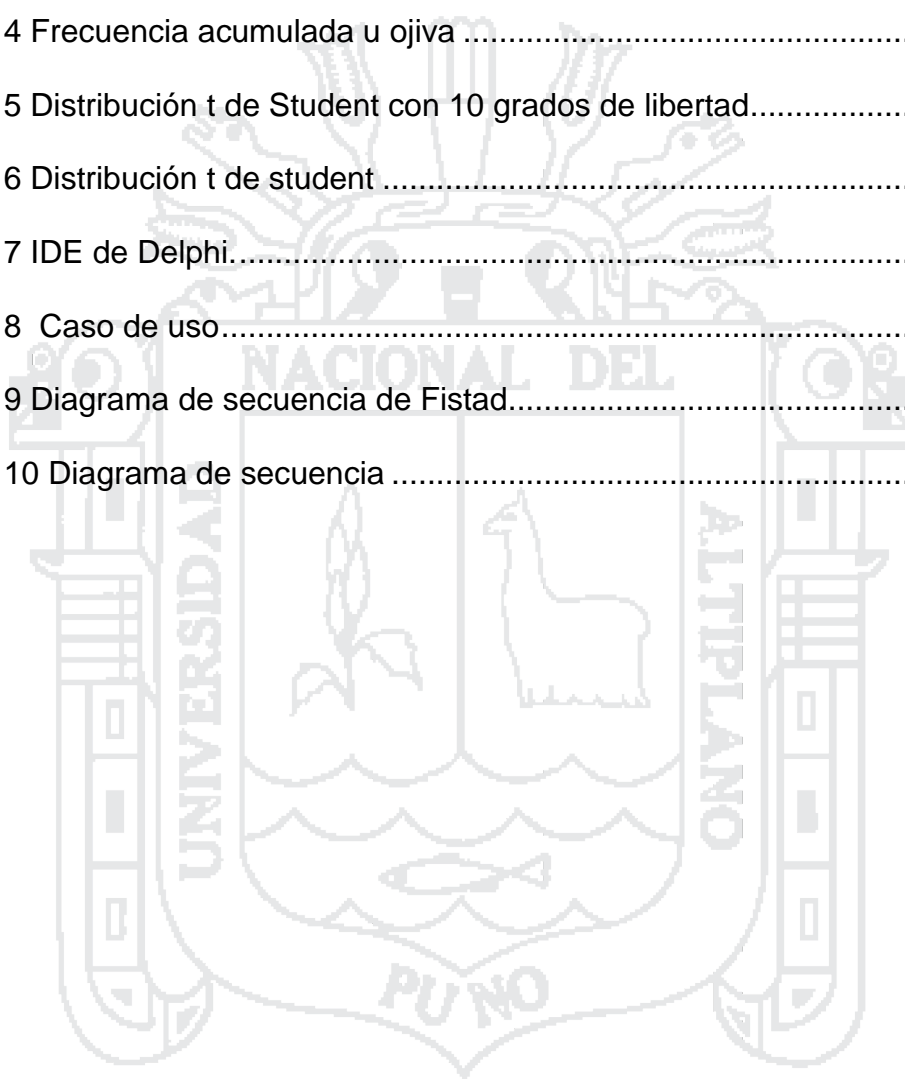 4 Frecuencia acumulada u ojiva ........................................................
5 Distribución t de Student con 10 grados de libertad...................
6 Distribución t de student ...................................................................
7 IDE de Delphi.....................................................................................
8  Caso de uso......................................................................................
9 Diagrama de secuencia de Fistad.................................................
10 Diagrama de secuencia ..................................................................
NACIONAL DEL
UNIVERSIDAD
ALTIPLANO
PUNO